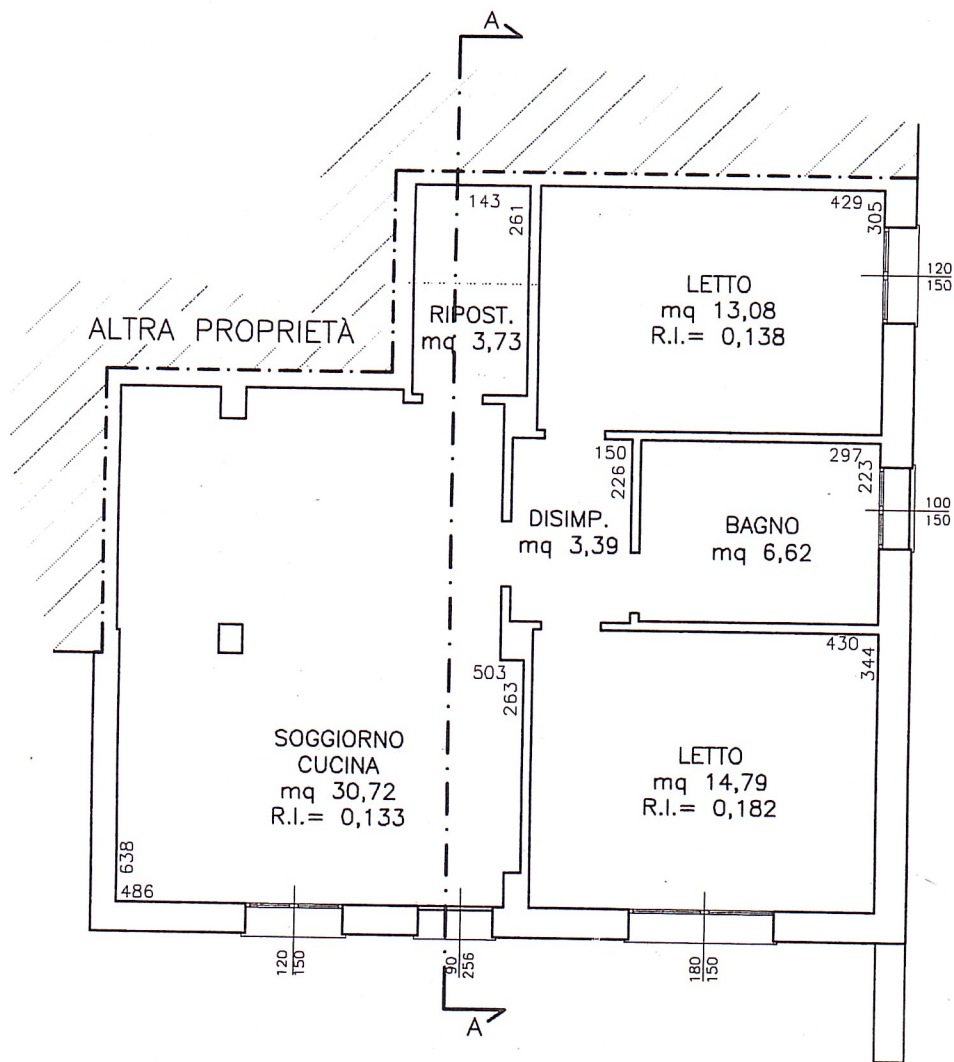 A
143
261
429
305
120
150
LETTO
mq 13,08
R.I.= 0,138
RIPOST.
mq 3,73
ALTRA PROPRIETÀ
150
226
297
223
100
150
DISIMP.
mq 3,39
BAGNO
mq 6,62
503
263
430
344
SOGGIORNO
CUCINA
mq 30,72
R.I.= 0,133
LETTO
mq 14,79
R.I.= 0,182
638
486
120
150
90
256
180
150
A